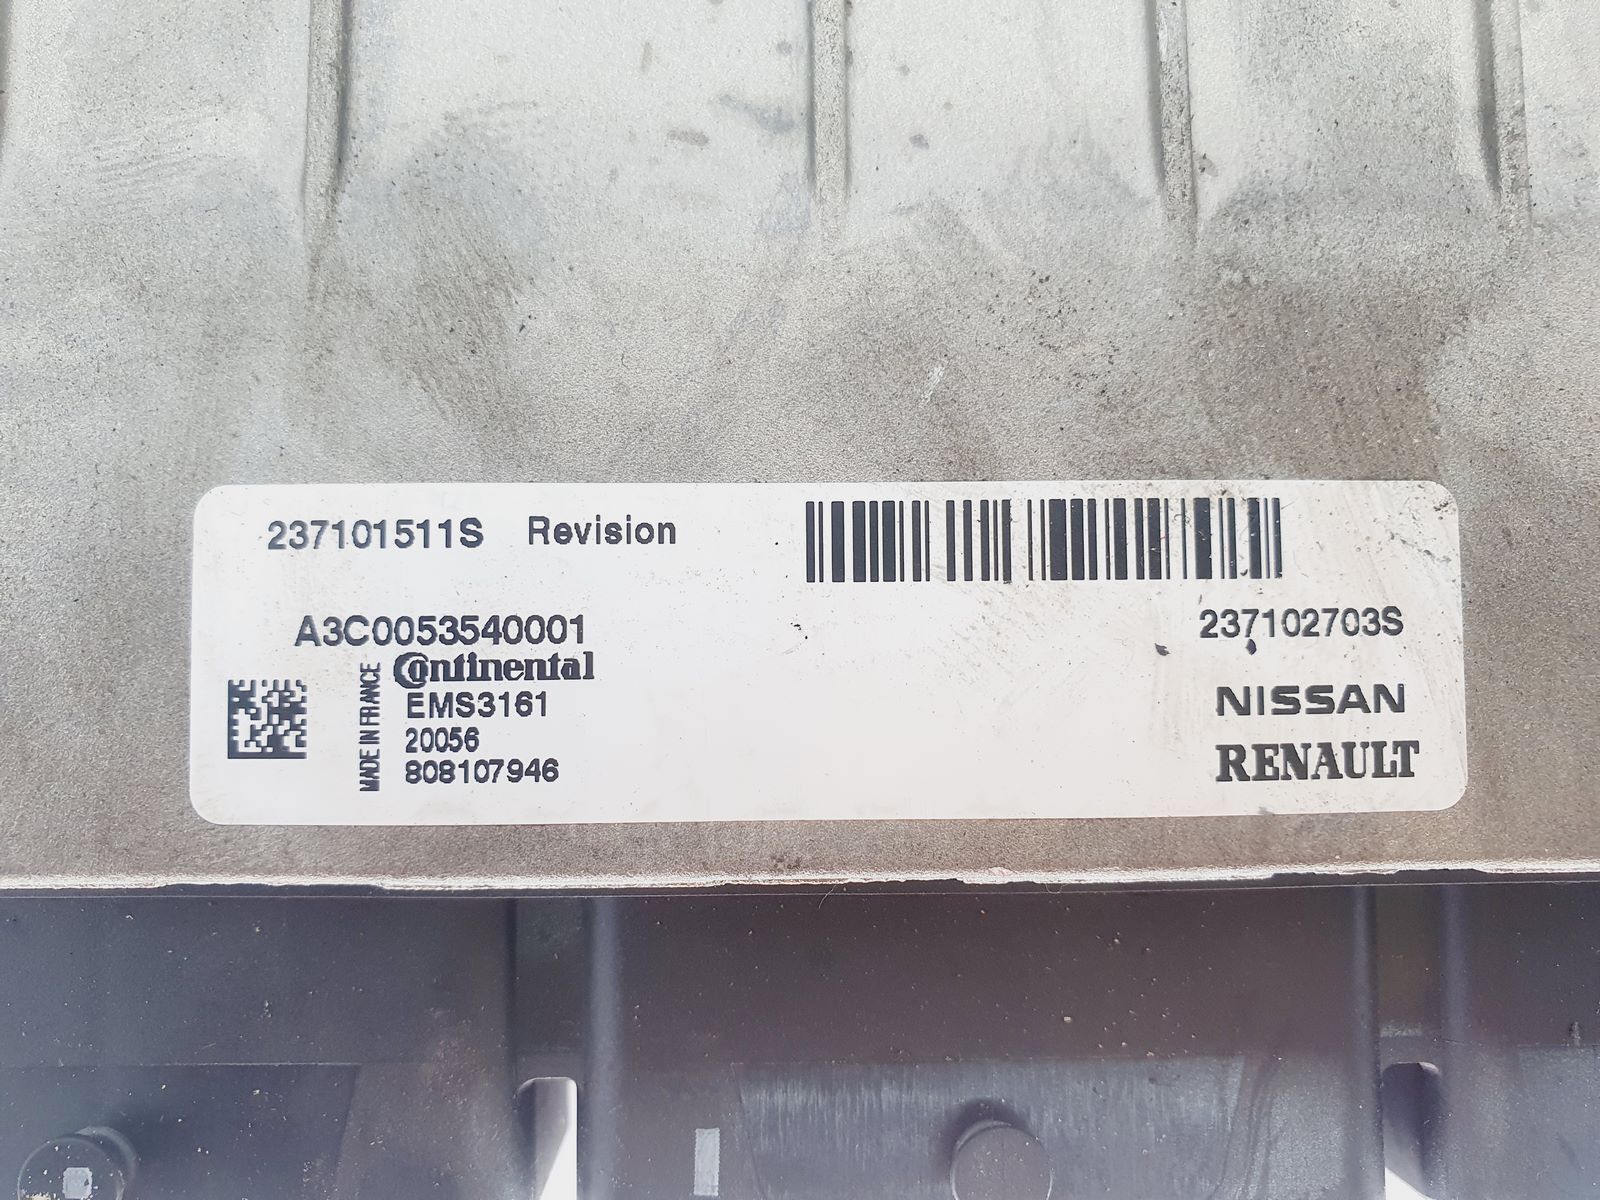 237101511S Revision
A3C0053540001
Continental
MADE IN FRANCE
EMS3161
20056
808107946
237102703S
NISSAN
RENAULT